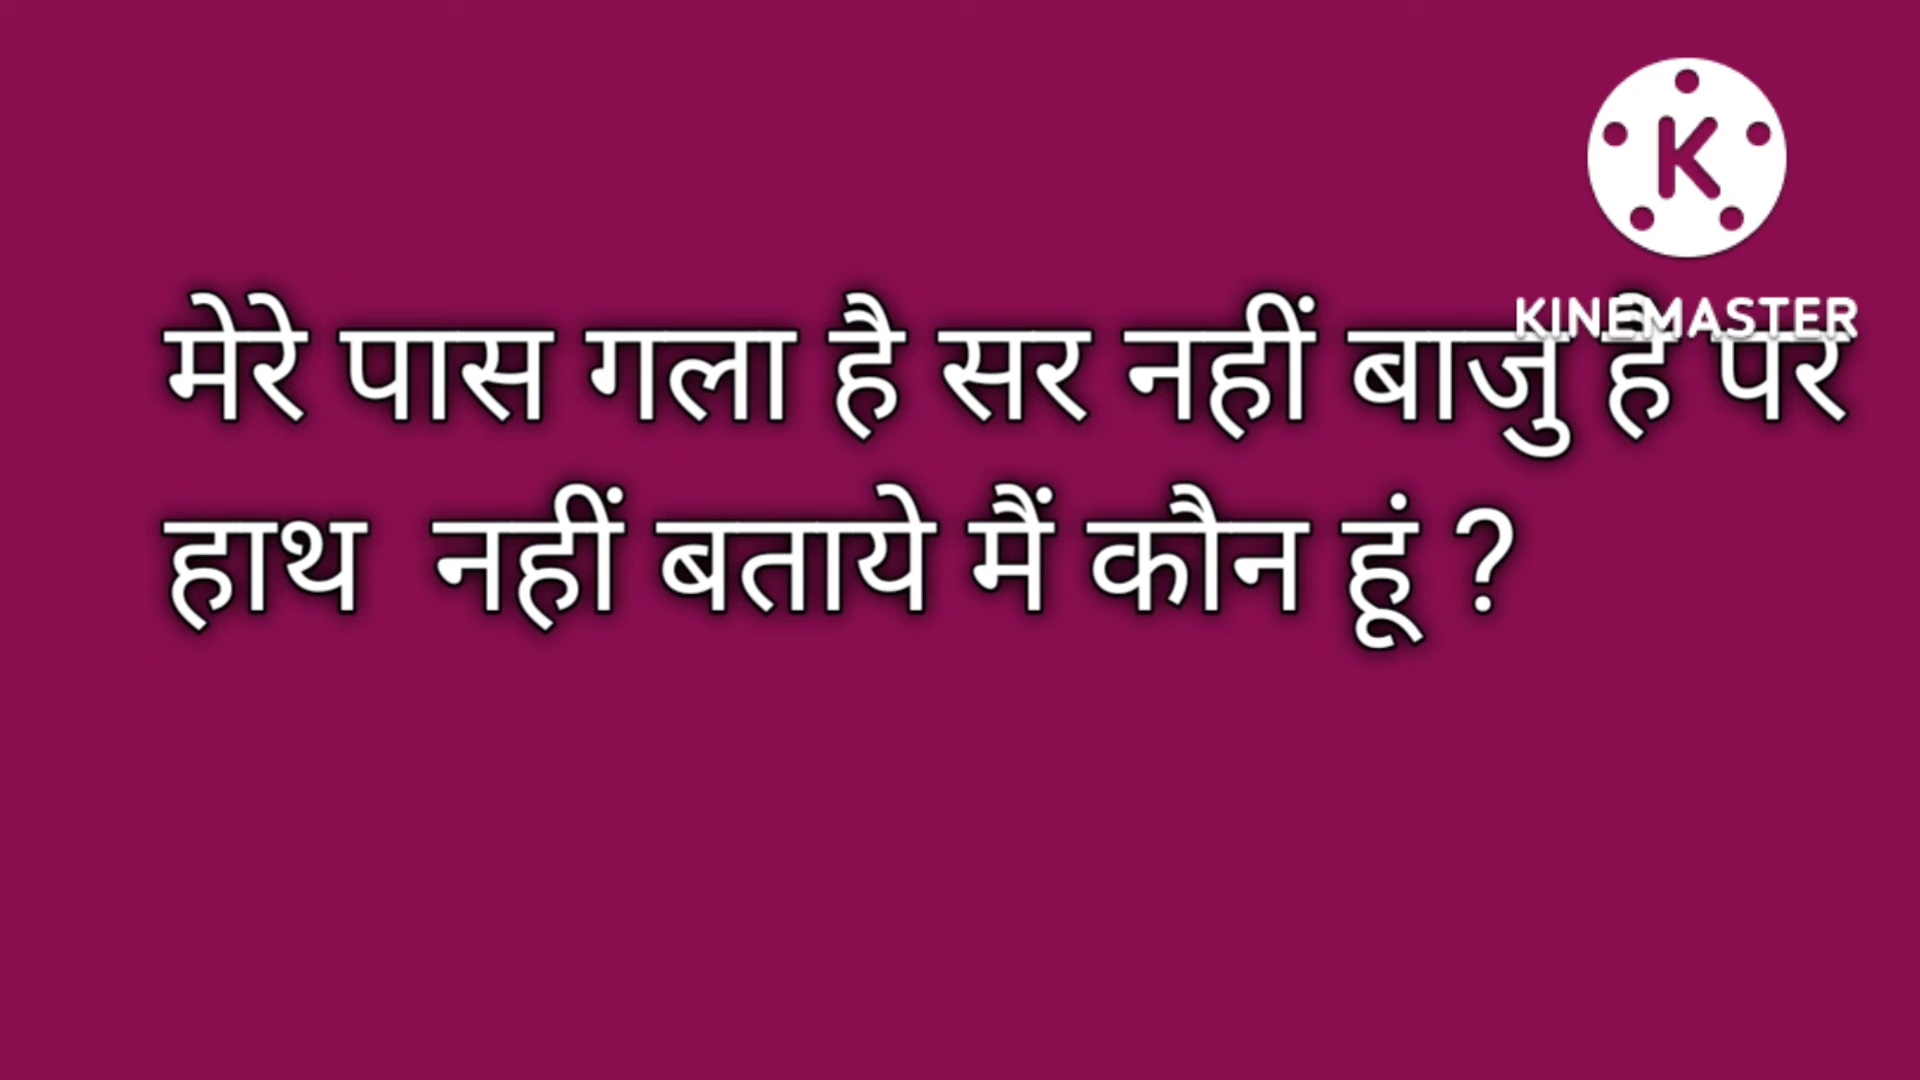 K
KINEMASTER
मेरे पास गला है सर नहीं बाजु है पर
हाथ नहीं बताये मैं कौन हूं ?